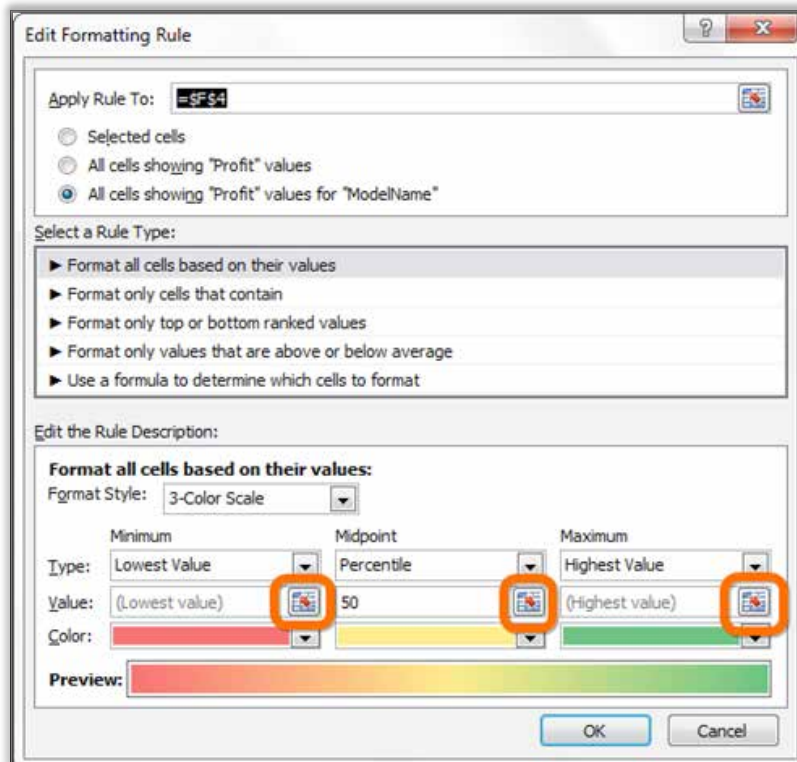 Edit Formatting Rule
?
Apply Rule To: =$F$4
Selected cells
All cells showing "Profit" values
All cells showing "Profit" values for "ModelName"
Select a Rule Type:
► Format all cells based on their values
► Format only cells that contain
► Format only top or bottom ranked values
► Format only values that are above or below average
► Use a formula to determine which cells to format
Edit the Rule Description:
Format all cells based on their values:
Format Style: 3-Color Scale
Minimum Midpoint Maximum
Type: Lowest Value Percentile Highest Value
Value: (Lowest value) 50 (Highest value)
Color:
Preview:
OK Cancel